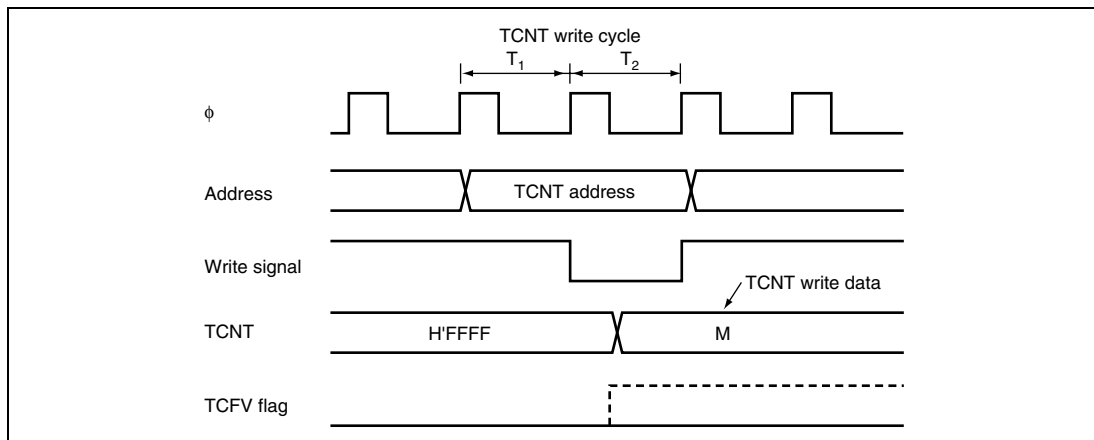 TCNT write cycle
T1 T2
φ
Address TCNT address
Write signal
TCNT write data
TCNT H'FFFF M
TCFV flag